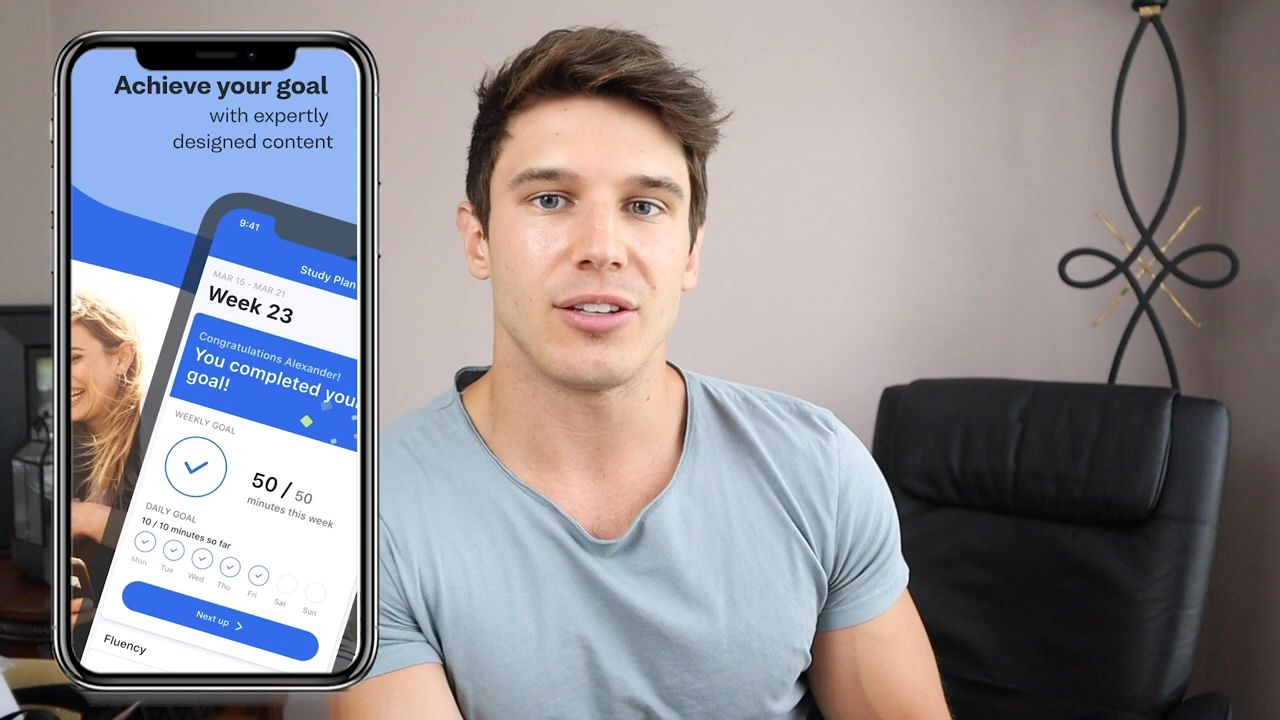 Achieve your goal
with expertly
designed content
9:41
Study Plan
MAR 15 - MAR 21
Week 23
Congratulations Alexander!
You completed your
goal!
WEEKLY GOAL
50 / 50
minutes this week
DAILY GOAL
10 / 10 minutes so far
Mon Tue Wed Thu Fri Sat Sun
Next up
Fluency